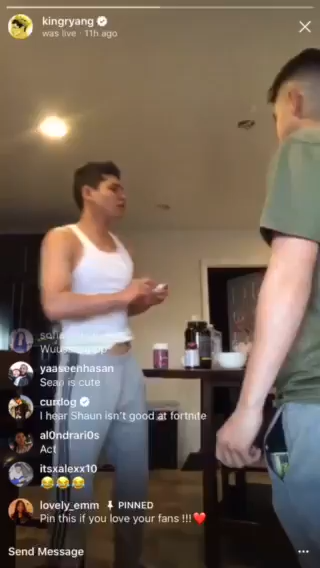 kingryang
was live · 11h ago
yaaseenhasan
Sean is cute
curdog
I hear Shaun isn't good at fortnite
al0ndrari0s
Act
itsxalexx10
😂😂😂
lovely_emm PINNED
Pin this if you love your fans !!!❤️
Send Message